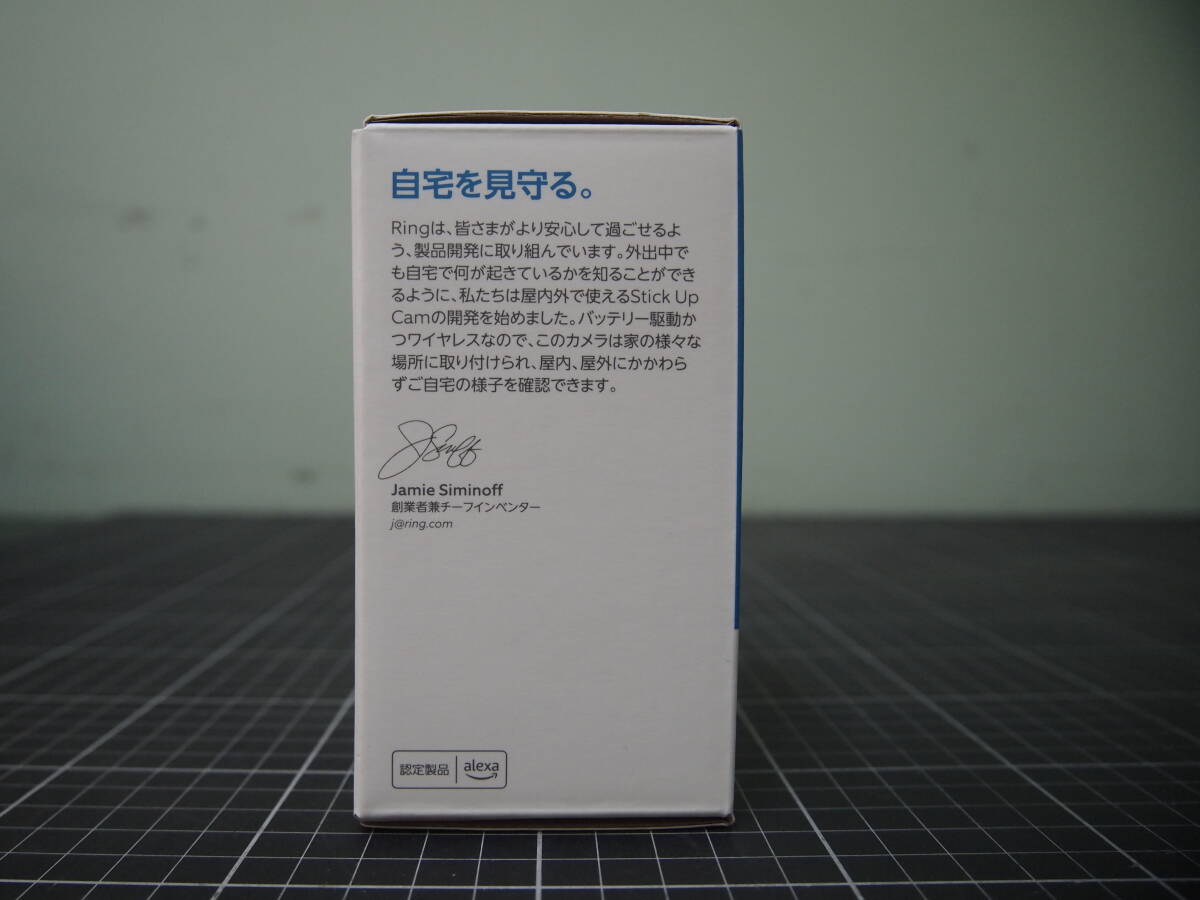 自宅を見守る。
Ringは、皆さまがより安心して過ごせるよ
う、製品開発に取り組んでいます。外出中で
も自宅で何が起きているかを知ることができ
るように、私たちは屋内外で使えるStick Up
Camの開発を始めました。バッテリー駆動か
つワイヤレスなので、このカメラは家の様々な
場所に取り付けられ、屋内、屋外にかかわら
ずご自宅の様子を確認できます。
Jamie Siminoff
創業者兼チーフインベンター
j@ring.com
認定製品 alexa